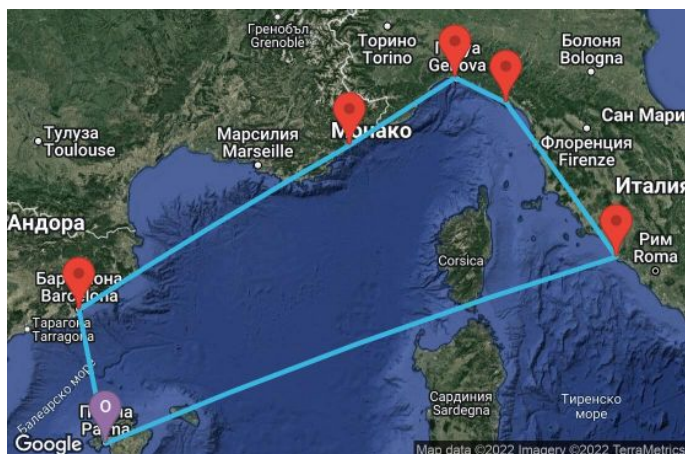 Гренобъл
Grenoble
Торино
Torino
Генуа
Genova
Болоня
Bologna
Тулуза
Toulouse
Марсилия
Marseille
Монако
Сан Мари
Флоренция
Firenze
Италия
Андора
Рим
Roma
Corsica
Барселона
Barcelona
Тарагона
Tarragona
Балеарско море
О
Палма
Palma
Сардиния
Sardegna
Тиренско
море
Google
Map data ©2022 Imagery ©2022 TerraMetrics